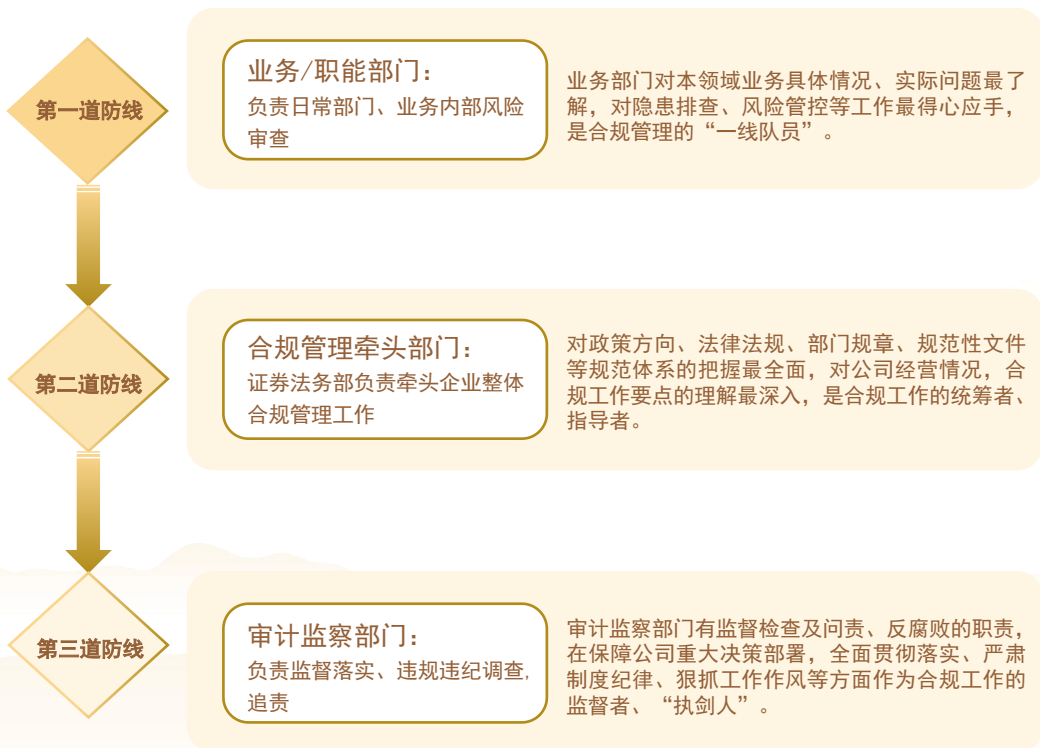 第一道防线
业务/职能部门：
负责日常部门、业务内部风险
审查
业务部门对本领域业务具体情况、实际问题最了
解，对隐患排查、风险管控等工作最得心应手，
是合规管理的“一线队员”。
第二道防线
合规管理牵头部门：
证券法务部负责牵头企业整体
合规管理工作
对政策方向、法律法规、部门规章、规范性文件
等规范体系的把握最全面，对公司经营情况，合
规工作要点的理解最深入，是合规工作的统筹者、
指导者。
第三道防线
审计监察部门：
负责监督落实、违规违纪调查,
追责
审计监察部门有监督检查及问责、反腐败的职责，
在保障公司重大决策部署，全面贯彻落实、严肃
制度纪律、狠抓工作作风等方面作为合规工作的
监督者、“执剑人”。